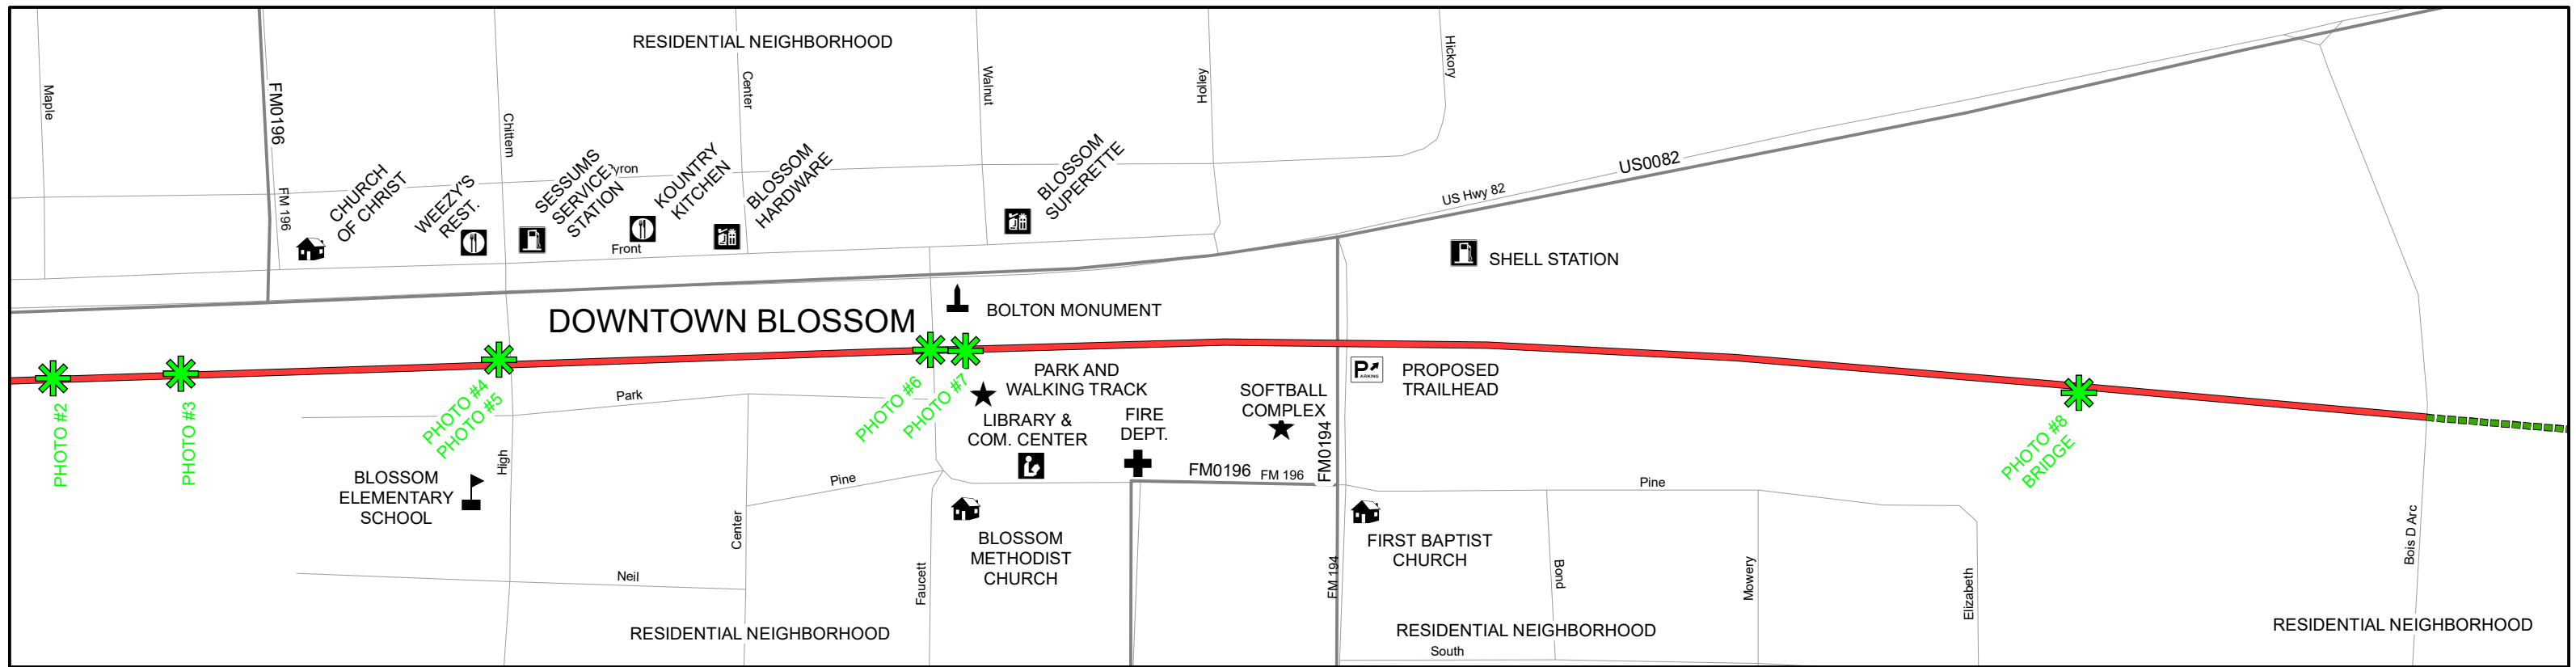 RESIDENTIAL NEIGHBORHOOD
Maple
FM0196
FM 196
Chittem
Center
Walnut
Holley
Hickory
CHURCH
OF CHRIST
WEEZY'S
REST.
SESSUMS
SERVICE
STATION
KOUNTRY
KITCHEN
BLOSSOM
HARDWARE
BLOSSOM
SUPERETTE
Front
US Hwy 82
US0082
SHELL STATION
DOWNTOWN BLOSSOM
BOLTON MONUMENT
PHOTO #2
PHOTO #3
PHOTO #4
PHOTO #5
PHOTO #6
PHOTO #7
PARK AND
WALKING TRACK
LIBRARY &
COM. CENTER
FIRE
DEPT.
SOFTBALL
COMPLEX
P
ARKING
PROPOSED
TRAILHEAD
PHOTO #8
BRIDGE
Park
High
BLOSSOM
ELEMENTARY
SCHOOL
Pine
Center
Neil
Faucett
BLOSSOM
METHODIST
CHURCH
FM0196
FM 196
FM0194
FM 194
Pine
FIRST BAPTIST
CHURCH
Bond
Mowery
Elizabeth
Bois D Arc
RESIDENTIAL NEIGHBORHOOD
RESIDENTIAL NEIGHBORHOOD
RESIDENTIAL NEIGHBORHOOD
South